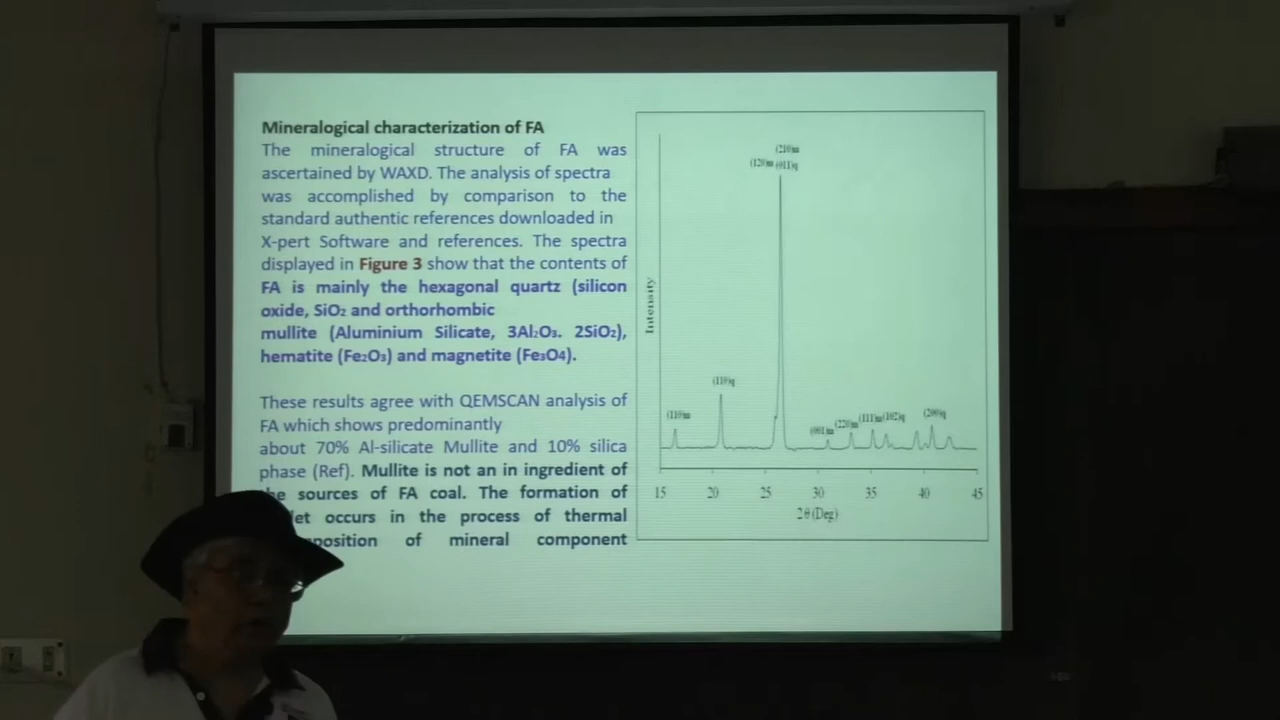 Mineralogical characterization of FA
The mineralogical structure of FA was
ascertained by WAXD. The analysis of spectra
was accomplished by comparison to the
standard authentic references downloaded in
X-pert Software and references. The spectra
displayed in Figure 3 show that the contents of
FA is mainly the hexagonal quartz (silicon
oxide, SiO₂ and orthorhombic
mullite (Aluminium Silicate, 3Al₂O₃. 2SiO₂),
hematite (Fe₂O₃) and magnetite (Fe₃O4).
These results agree with QEMSCAN analysis of
FA which shows predominantly
about 70% Al-silicate Mullite and 10% silica
phase (Ref). Mullite is not an in ingredient of
the sources of FA coal. The formation of
occurs in the process of thermal
of mineral component
(210)m
(120)m (011)q
(110)q
(110)m
(001)m (220)m (111)m (102)q (200)q
Intensity
15 20 25 30 35 40 45
2θ (Deg)